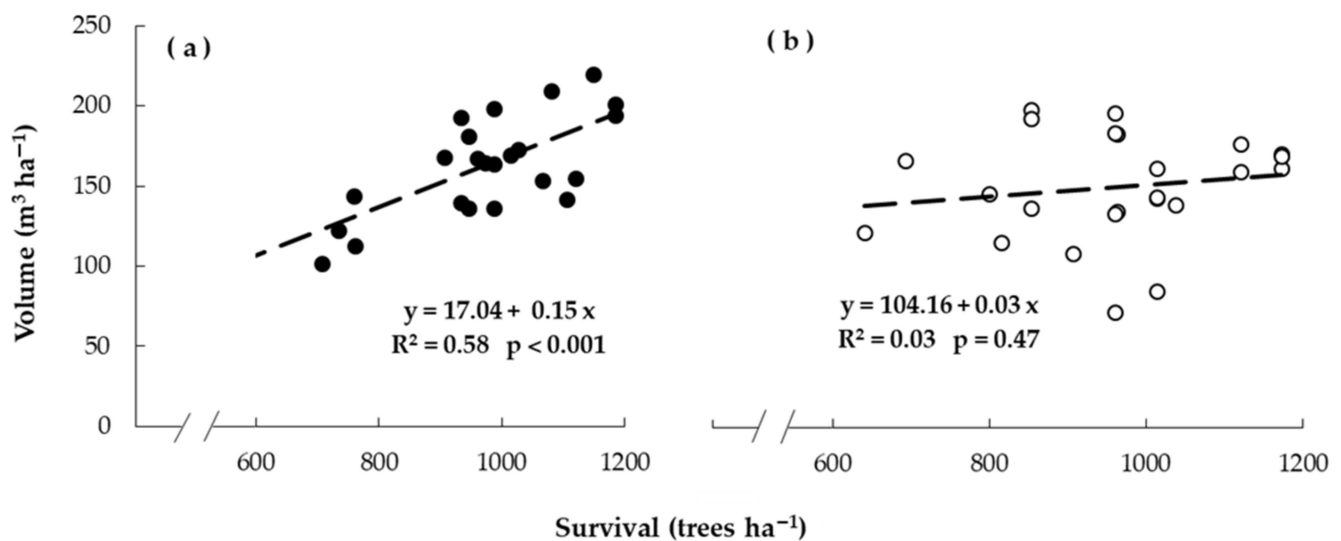 250
200
150
100
50
0
Volume (m³ ha⁻¹)
( a )
y = 17.04 + 0.15 x
R² = 0.58 p < 0.001
600 800 1000 1200
( b )
y = 104.16 + 0.03 x
R² = 0.03 p = 0.47
600 800 1000 1200
Survival (trees ha⁻¹)